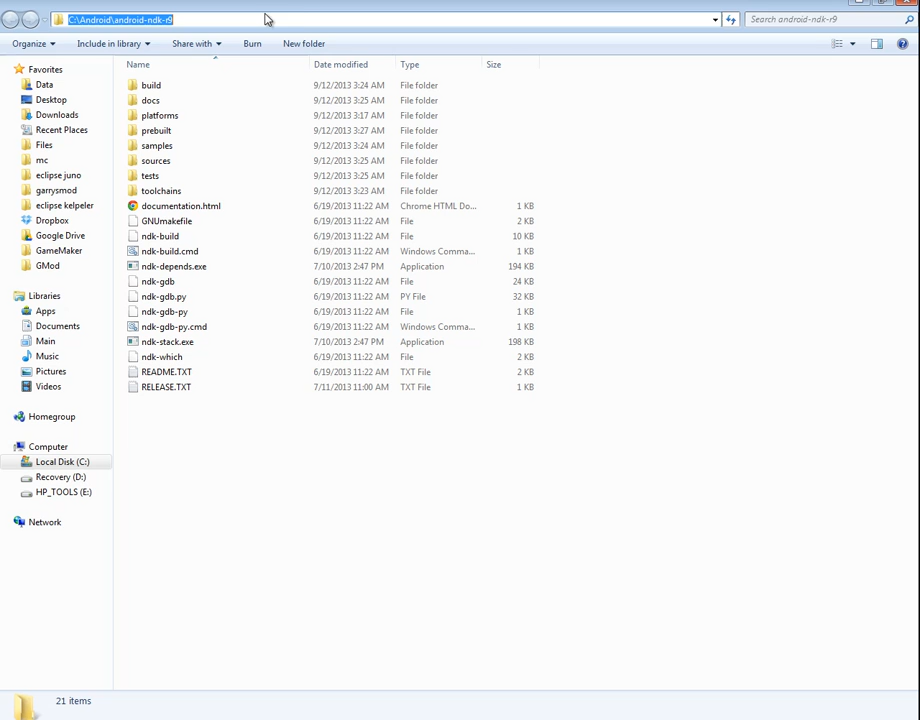 C:\Android\android-ndk-r9
Search android-ndk-r9
Organize Include in library Share with Burn New folder
Name Date modified Type Size
Favorites
Data
Desktop
Downloads
Recent Places
Files
mc
eclipse juno
garrysmod
eclipse kelpeler
Dropbox
Google Drive
GameMaker
GMod
Libraries
Apps
Documents
Main
Music
Pictures
Videos
Homegroup
Computer
Local Disk (C:)
Recovery (D:)
HP_TOOLS (E:)
Network
build 9/12/2013 3:24 AM File folder
docs 9/12/2013 3:25 AM File folder
platforms 9/12/2013 3:17 AM File folder
prebuilt 9/12/2013 3:27 AM File folder
samples 9/12/2013 3:24 AM File folder
sources 9/12/2013 3:25 AM File folder
tests 9/12/2013 3:25 AM File folder
toolchains 9/12/2013 3:23 AM File folder
documentation.html 6/19/2013 11:22 AM Chrome HTML Do... 1 KB
GNUmakefile 6/19/2013 11:22 AM File 2 KB
ndk-build 6/19/2013 11:22 AM File 10 KB
ndk-build.cmd 6/19/2013 11:22 AM Windows Comma... 1 KB
ndk-depends.exe 7/10/2013 2:47 PM Application 194 KB
ndk-gdb 6/19/2013 11:22 AM File 24 KB
ndk-gdb.py 6/19/2013 11:22 AM PY File 32 KB
ndk-gdb-py 6/19/2013 11:22 AM File 1 KB
ndk-gdb-py.cmd 6/19/2013 11:22 AM Windows Comma... 1 KB
ndk-stack.exe 7/10/2013 2:47 PM Application 198 KB
ndk-which 6/19/2013 11:22 AM File 2 KB
README.TXT 6/19/2013 11:22 AM TXT File 2 KB
RELEASE.TXT 7/11/2013 11:00 AM TXT File 1 KB
21 items